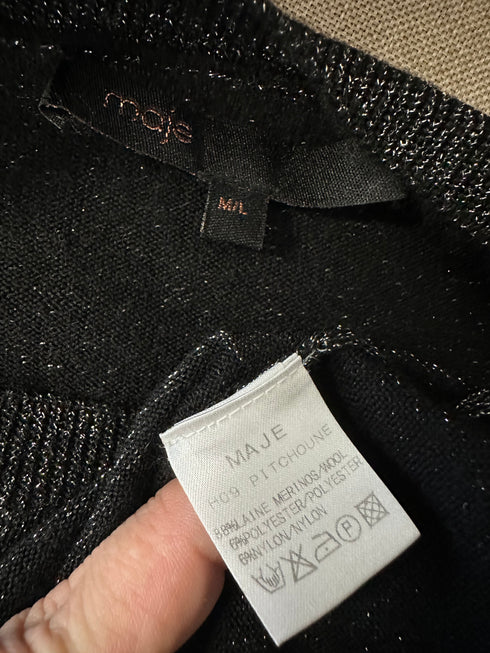 maje
M/L
MAJE
H09 PITCHOUNE
88%LAINE MERINOS/WOOL
6%POLYESTER/POLYESTER
6%NYLON/NYLON
P